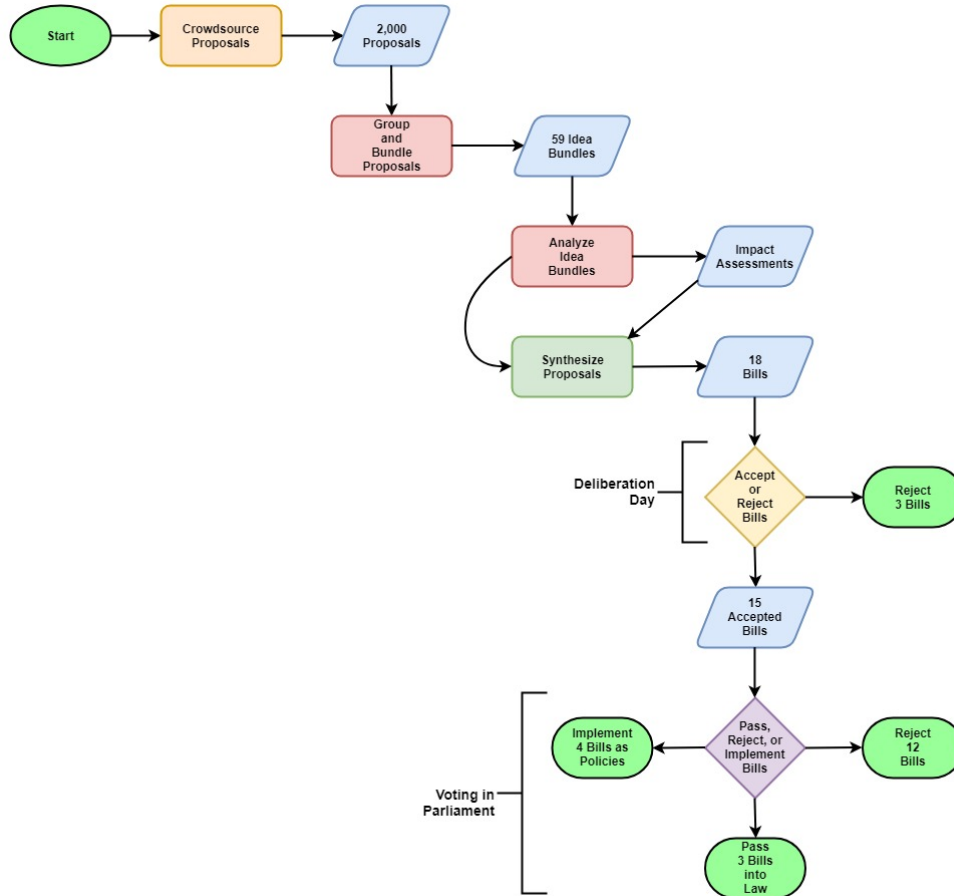 Start
Crowdsource
Proposals
2,000
Proposals
Group
and
Bundle
Proposals
59 Idea
Bundles
Analyze
Idea
Bundles
Impact
Assessments
Synthesize
Proposals
18
Bills
Deliberation
Day
Accept
or
Reject
Bills
Reject
3 Bills
15
Accepted
Bills
Voting in
Parliament
Implement
4 Bills as
Policies
Pass,
Reject, or
Implement
Bills
Reject
12
Bills
Pass
3 Bills
into
Law